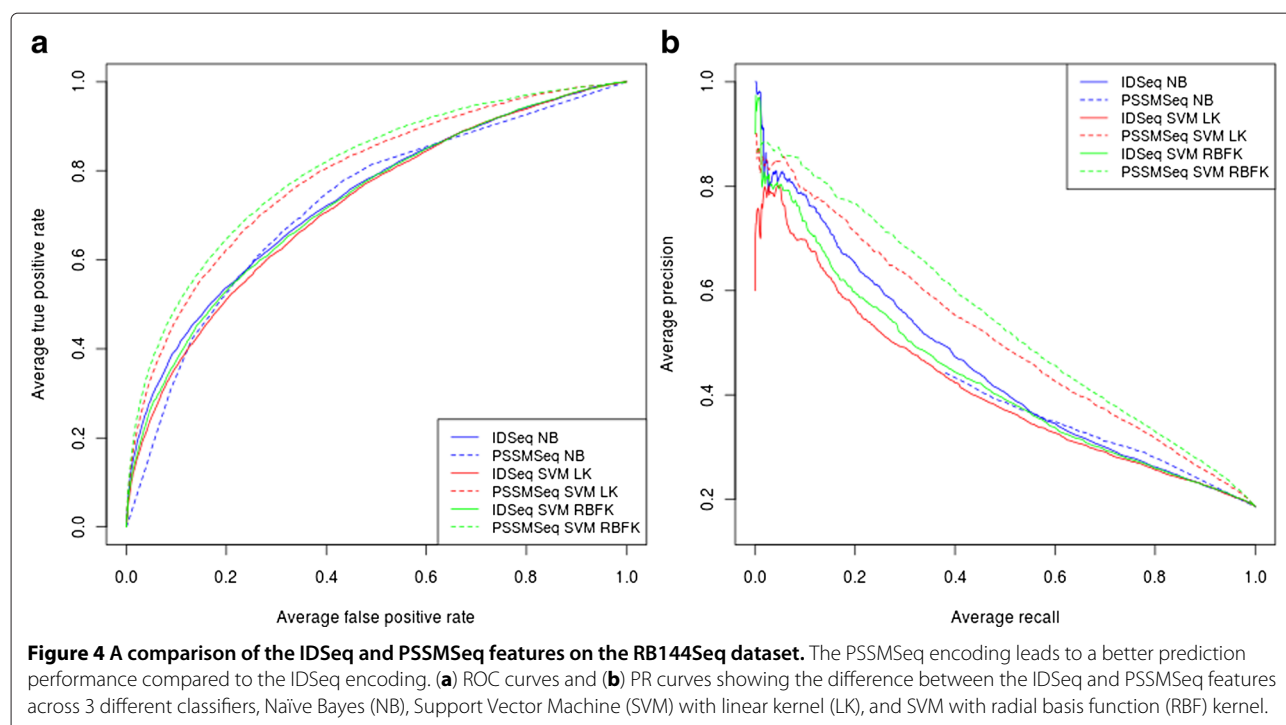 a
1.0
0.8
0.6
0.4
0.2
0.0
Average true positive rate
IDSeq NB
PSSMSeq NB
IDSeq SVM LK
PSSMSeq SVM LK
IDSeq SVM RBFK
PSSMSeq SVM RBFK
0.0 0.2 0.4 0.6 0.8 1.0
Average false positive rate
b
1.0
0.8
0.6
0.4
0.2
Average precision
IDSeq NB
PSSMSeq NB
IDSeq SVM LK
PSSMSeq SVM LK
IDSeq SVM RBFK
PSSMSeq SVM RBFK
0.0 0.2 0.4 0.6 0.8 1.0
Average recall
Figure 4 A comparison of the IDSeq and PSSMSeq features on the RB144Seq dataset. The PSSMSeq encoding leads to a better prediction
performance compared to the IDSeq encoding. (a) ROC curves and (b) PR curves showing the difference between the IDSeq and PSSMSeq features
across 3 different classifiers, Naïve Bayes (NB), Support Vector Machine (SVM) with linear kernel (LK), and SVM with radial basis function (RBF) kernel.